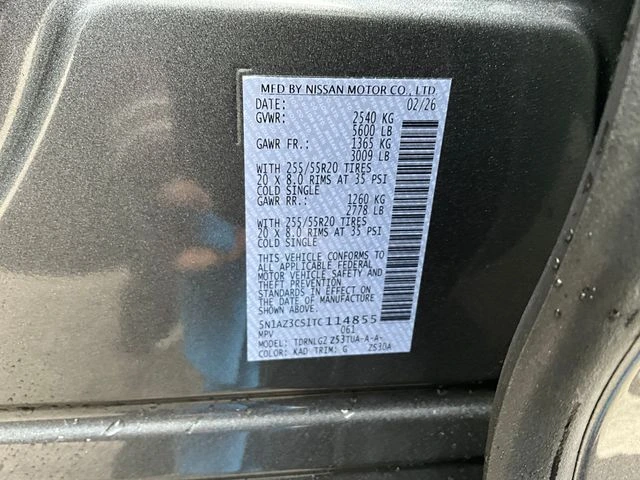 MFD BY NISSAN MOTOR CO., LTD.
DATE: 02/26
GVWR: 2540 KG
5600 LB
GAWR FR.: 1365 KG
3009 LB
WITH 255/55R20 TIRES
20 X 8.0 RIMS AT 35 PSI
COLD SINGLE
GAWR RR.: 1260 KG
2778 LB
WITH 255/55R20 TIRES
20 X 8.0 RIMS AT 35 PSI
COLD SINGLE
THIS VEHICLE CONFORMS TO
ALL APPLICABLE FEDERAL
MOTOR VEHICLE SAFETY AND
THEFT PREVENTION
STANDARDS IN EFFECT ON
THE DATE OF MANUFACTURE
SHOWN ABOVE
5N1AZ3CS1TC114855
MPV 061
MODEL: TDRNLGZ Z53TUA-A-A-
COLOR: KAD TRIM: G Z530A